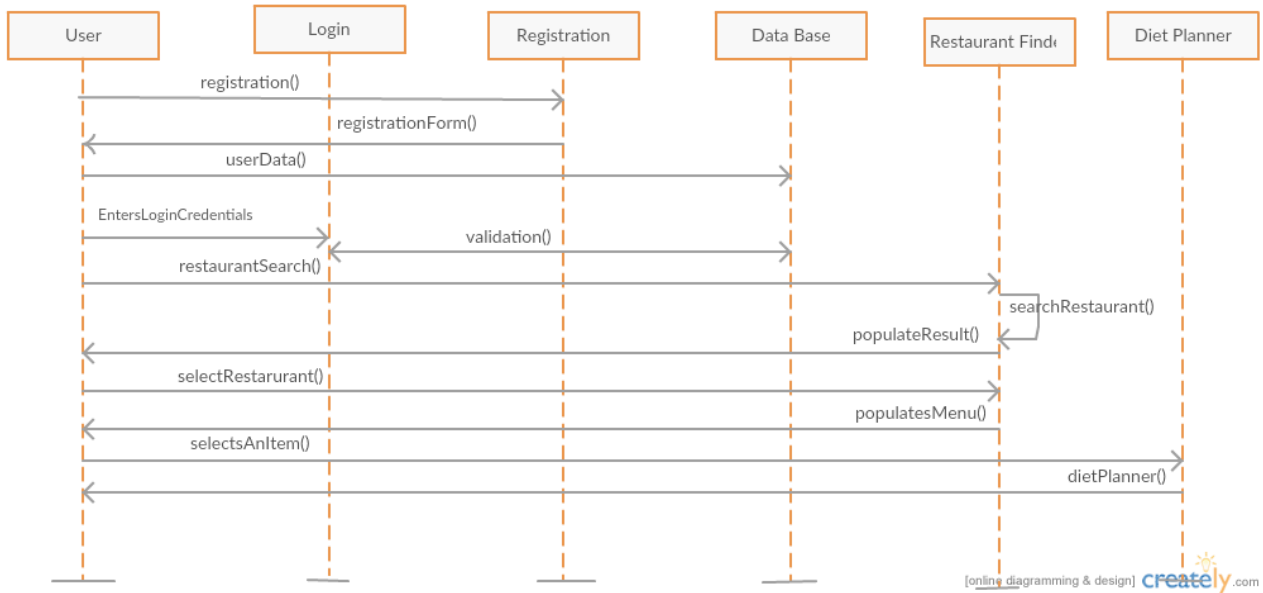 User
Login
Registration
Data Base
Restaurant Finde
Diet Planner
registration()
registrationForm()
userData()
EntersLoginCredentials
validation()
restaurantSearch()
searchRestaurant()
populateResult()
selectRestarurant()
populatesMenu()
selectsAnItem()
dietPlanner()
[online diagramming & design] creately.com